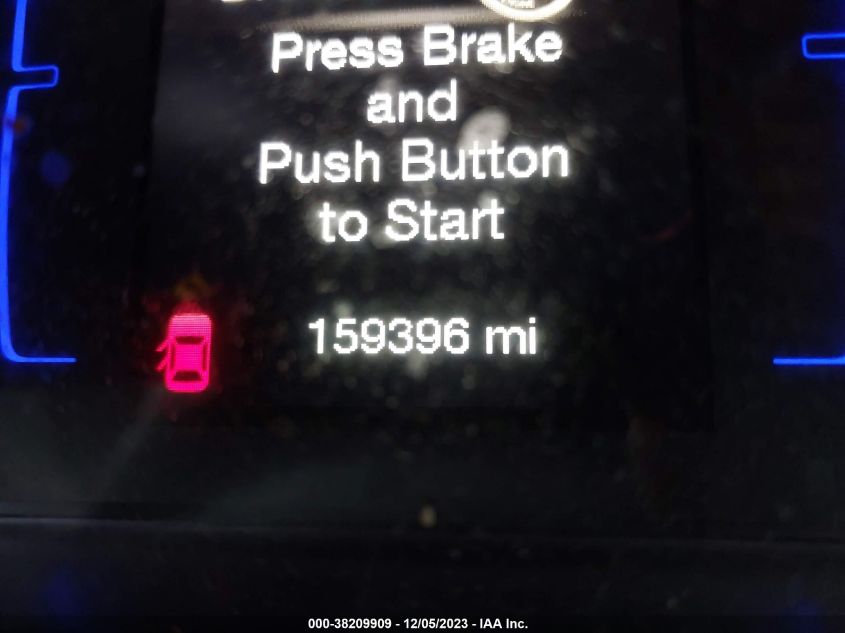 Press Brake
and
Push Button
to Start
159396 mi
000-38209909 - 12/05/2023 - IAA Inc.